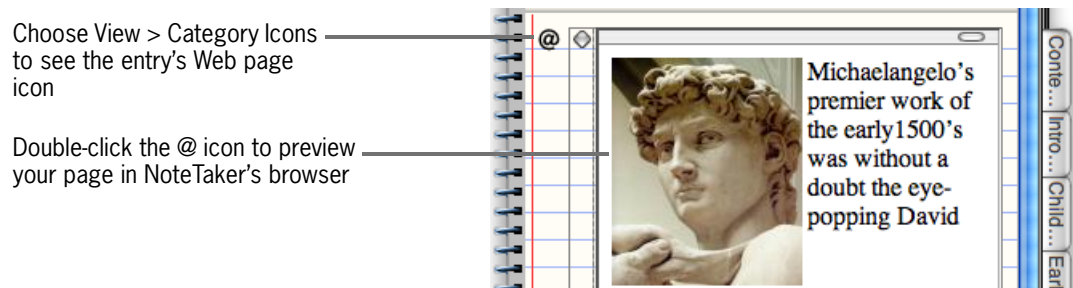 Choose View > Category Icons
to see the entry's Web page
icon
Double-click the @ icon to preview
your page in NoteTaker's browser
@
Michaelangelo's
premier work of
the early1500's
was without a
doubt the eye-
popping David
Conte...
Intro...
Child...
Earl